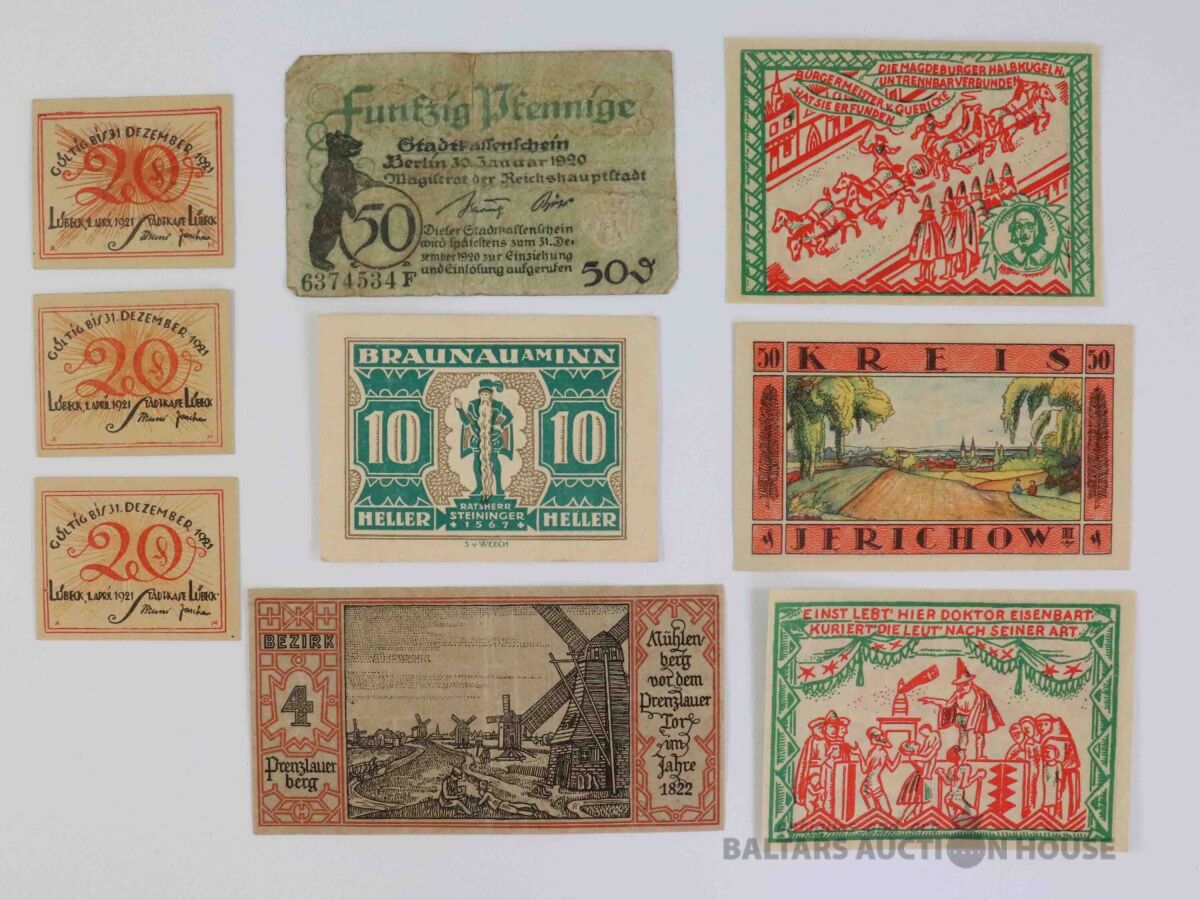 GÜLTIG BIS 31. DEZEMBER 1921
20
LÜBECK, 1. APRIL 1921 STADTKASSE LÜBECK
GÜLTIG BIS 31. DEZEMBER 1921
20
LÜBECK, 1. APRIL 1921 STADTKASSE LÜBECK
GÜLTIG BIS 31. DEZEMBER 1921
20
LÜBECK, 1. APRIL 1921 STADTKASSE LÜBECK
Funfzig Pfennige
Stadtkassenschein
Berlin 30. Januar 1920
Magistrat der Reichshauptstadt
50
Dieser Stadtkassenschein
wird spätestens zum 31. De-
zember 1920 zur Einziehung
und Einlösung aufgerufen
50
6374534 F
DIE MAGDEBURGER HALBKUGELN,
UNTRENNBAR VERBUNDEN,
BÜRGERMEISTER V. GUERICKE
HAT SIE ERFUNDEN
BRAUNAU AM INN
10 10
HELLER HELLER
RATSHERR
STEININGER
1567
S. v. WEECH
50 KREIS 50
JERICHOW II
BEZIRK
4
Prenzlauer
berg
Mühlen-
berg
vor dem
Prenzlauer
Tor
im
Jahre
1822
EINST LEBT' HIER DOKTOR EISENBART,
KURIERT' DIE LEUT' NACH SEINER ART.
BALTARS AUCTION HOUSE